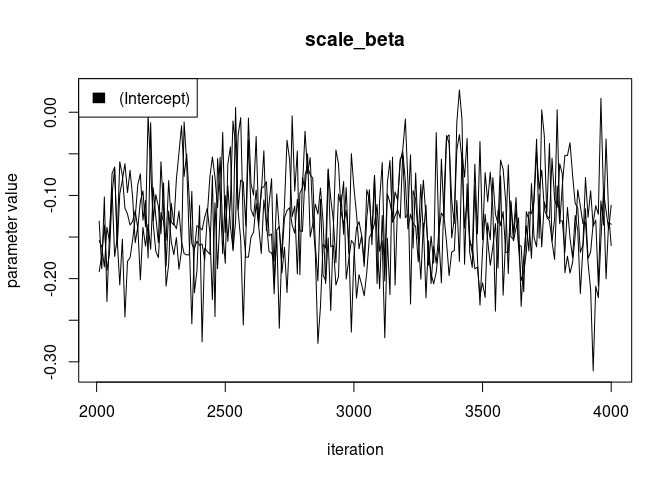 scale_beta
(Intercept)
parameter value
0.00
-0.10
-0.20
-0.30
2000 2500 3000 3500 4000
iteration